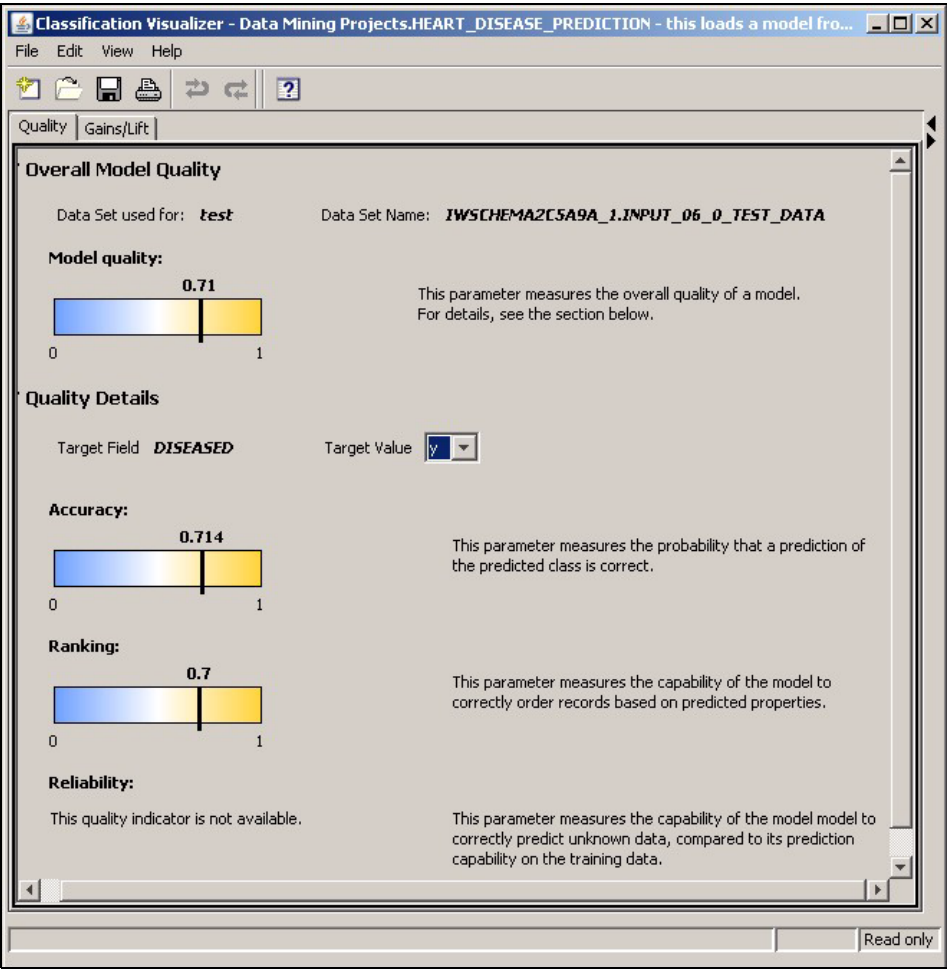 Classification Visualizer - Data Mining Projects.HEART_DISEASE_PREDICTION - this loads a model fro...
File Edit View Help
Quality Gains/Lift
Overall Model Quality
Data Set used for: test Data Set Name: IWSCHEMA2C5A9A_1.INPUT_06_0_TEST_DATA
Model quality:
0.71
This parameter measures the overall quality of a model.
For details, see the section below.
0 1
Quality Details
Target Field DISEASED Target Value y
Accuracy:
0.714
This parameter measures the probability that a prediction of
the predicted class is correct.
0 1
Ranking:
0.7
This parameter measures the capability of the model to
correctly order records based on predicted properties.
0 1
Reliability:
This quality indicator is not available. This parameter measures the capability of the model model to
correctly predict unknown data, compared to its prediction
capability on the training data.
Read only